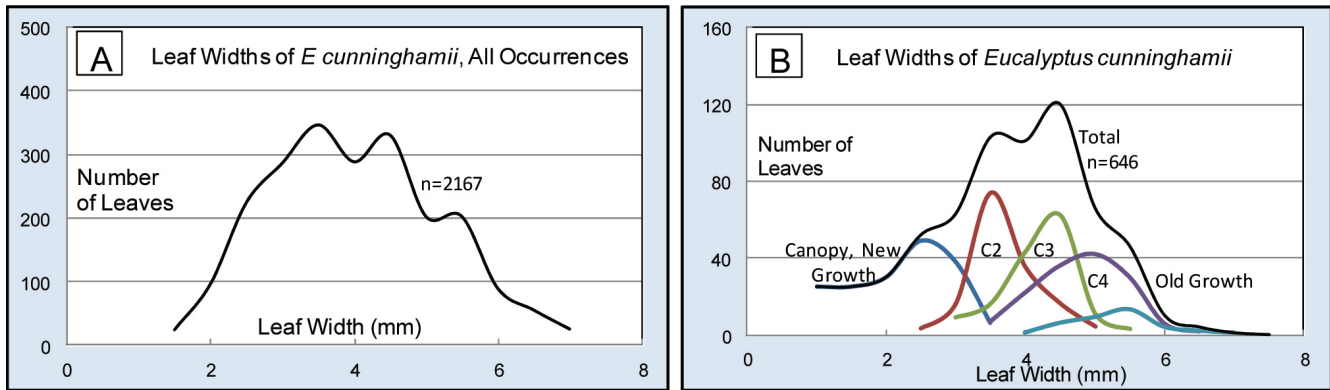 A
Leaf Widths of E cunninghamii, All Occurrences
500
400
300
200
100
0
Number
of Leaves
n=2167
Leaf Width (mm)
0 2 4 6 8
B
Leaf Widths of Eucalyptus cunninghamii
160
120
80
40
0
Number of
Leaves
Total
n=646
Canopy, New
Growth
C2
C3
C4
Old Growth
0 2 4 6 8
Leaf Width (mm)